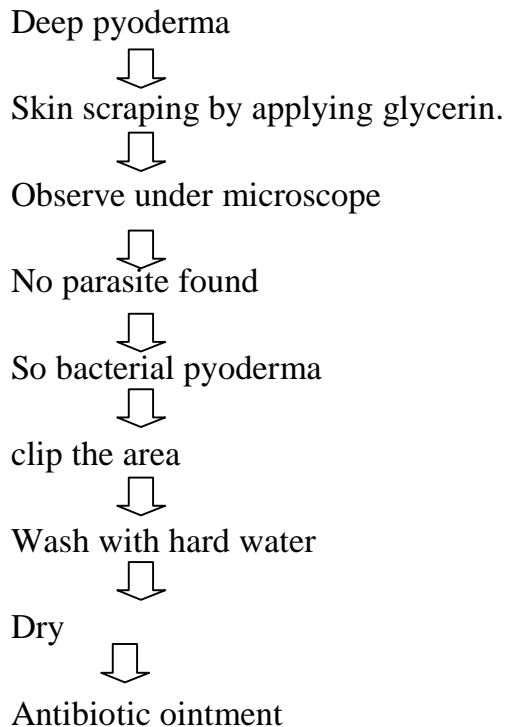 Deep pyoderma
Skin scraping by applying glycerin.
Observe under microscope
No parasite found
So bacterial pyoderma
clip the area
Wash with hard water
Dry
Antibiotic ointment